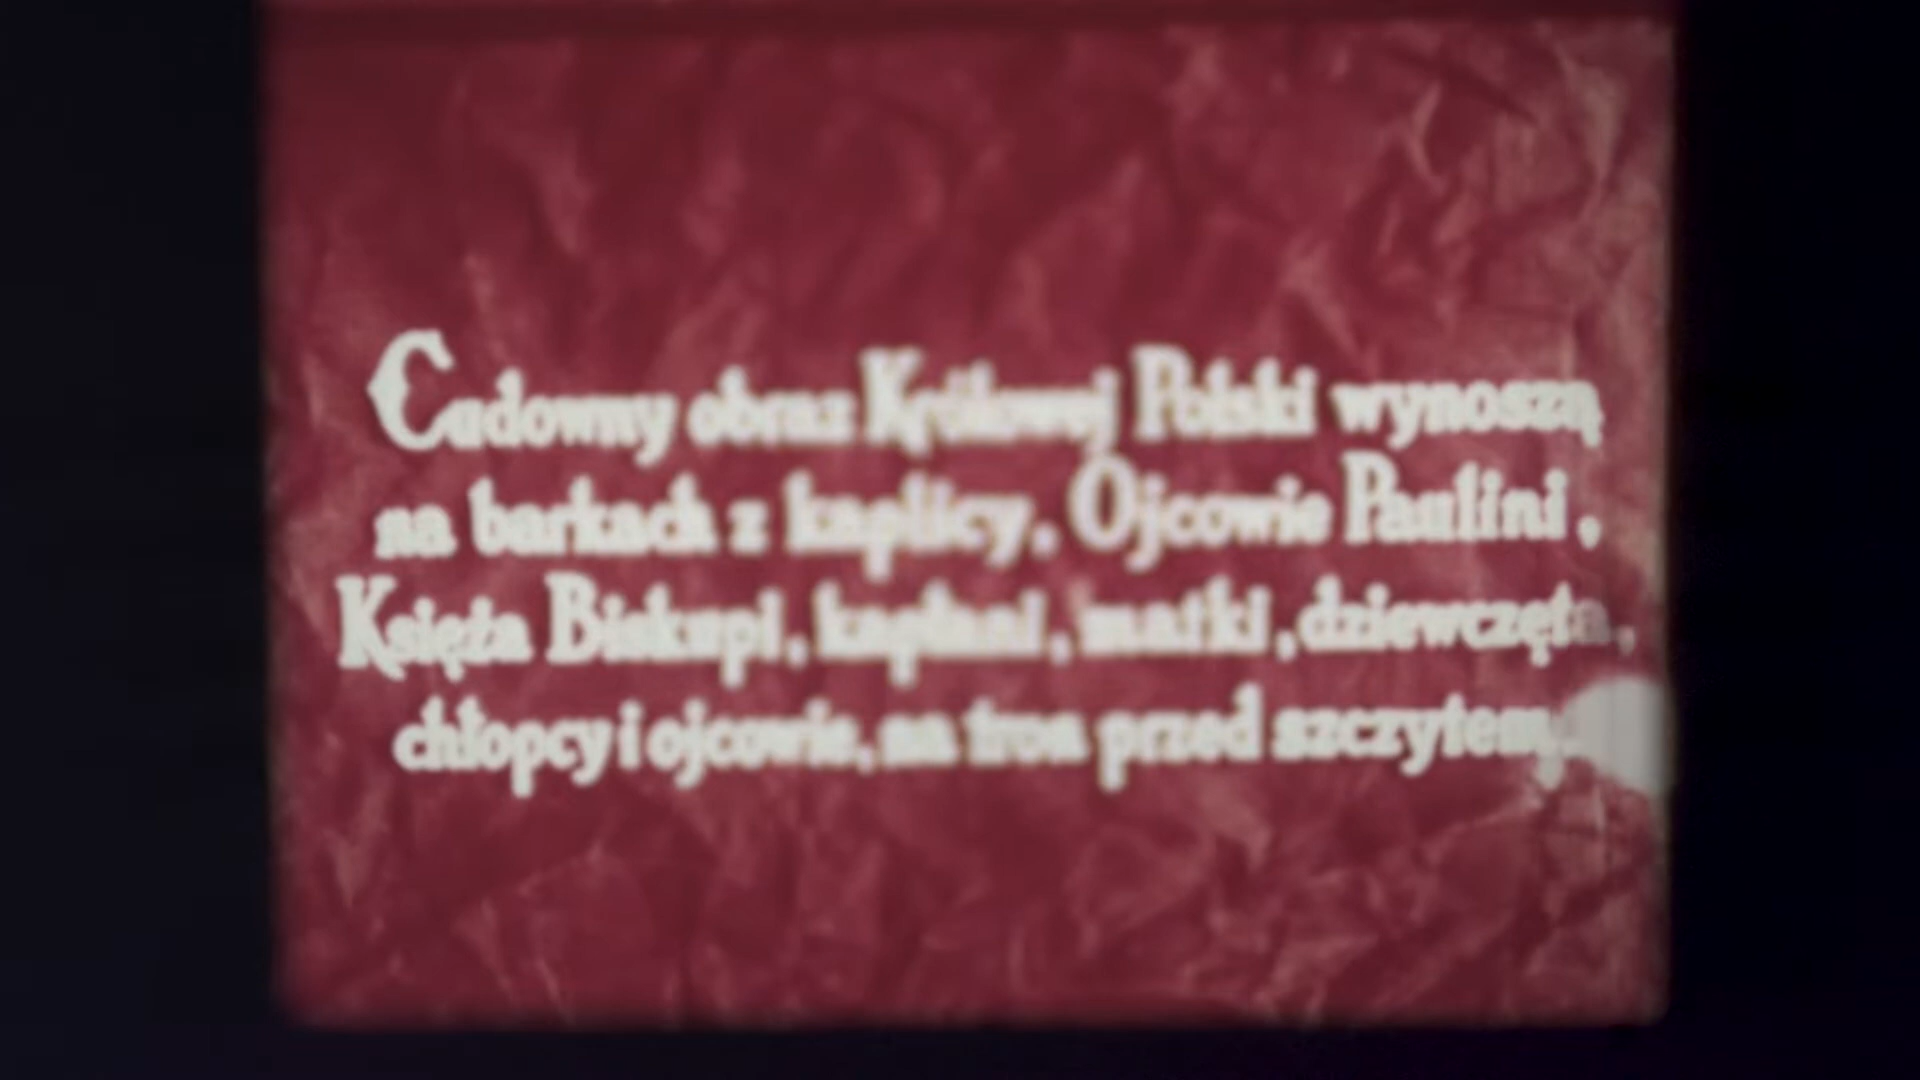 Cudowny obraz Królowej Polski wynoszą
na barkach z kaplicy, Ojcowie Paulini,
Księża Biskupi, kapłani, matki, dziewczęta,
chłopcy i ojcowie, na tron przed szczytem.